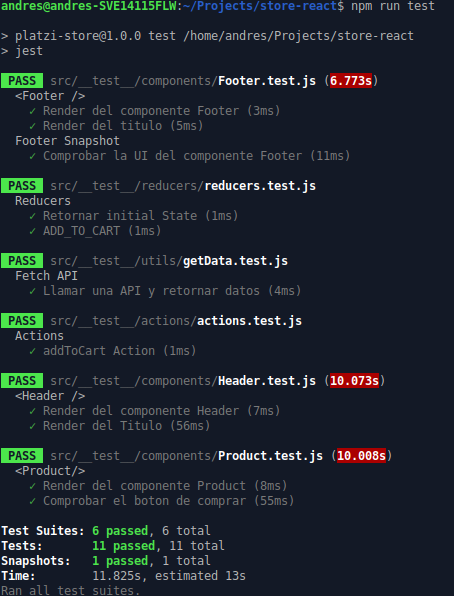 andres@andres-SVE14115FLW:~/Projects/store-react$ npm run test
> platzi-store@1.0.0 test /home/andres/Projects/store-react
> jest
PASS src/__test__/components/Footer.test.js (6.773s)
<Footer />
✓ Render del componente Footer (3ms)
✓ Render del titulo (5ms)
Footer Snapshot
✓ Comprobar la UI del componente Footer (11ms)
PASS src/__test__/reducers/reducers.test.js
Reducers
✓ Retornar initial State (1ms)
✓ ADD_TO_CART (1ms)
PASS src/__test__/utils/getData.test.js
Fetch API
✓ Llamar una API y retornar datos (4ms)
PASS src/__test__/actions/actions.test.js
Actions
✓ addToCart Action (1ms)
PASS src/__test__/components/Header.test.js (10.073s)
<Header />
✓ Render del componente Header (7ms)
✓ Render del Titulo (56ms)
PASS src/__test__/components/Product.test.js (10.008s)
<Product/>
✓ Render del componente Product (8ms)
✓ Comprobar el boton de comprar (55ms)
Test Suites: 6 passed, 6 total
Tests: 11 passed, 11 total
Snapshots: 1 passed, 1 total
Time: 11.825s, estimated 13s
Ran all test suites.